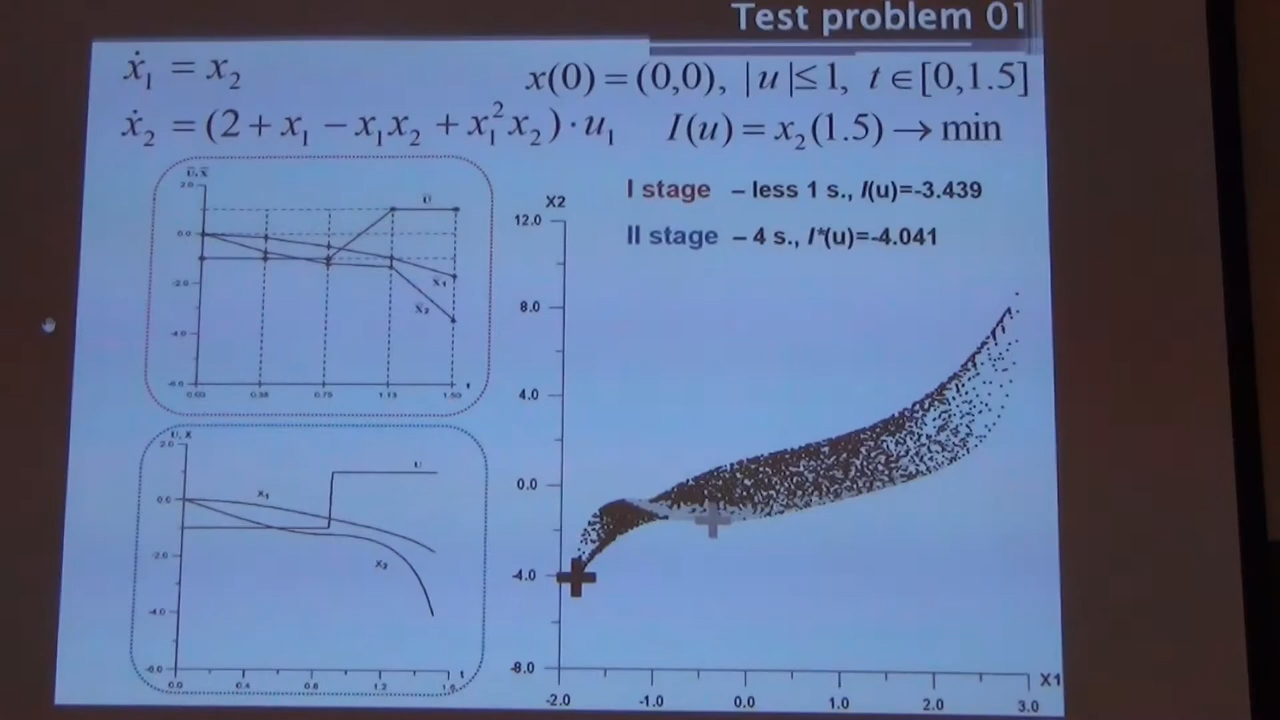 Test problem 01
ẋ₁ = x₂
x(0) = (0,0), |u| ≤ 1, t ∈ [0,1.5]
ẋ₂ = (2 + x₁ − x₁x₂ + x₁²x₂) · u₁
I(u) = x₂(1.5) → min
I stage – less 1 s., I(u)=-3.439
II stage – 4 s., I*(u)=-4.041
2.0
0.0
-2.0
-4.0
-6.0
0.00 0.38 0.75 1.13 1.50 t
U
X₁
X₂
U, X
2.0
0.0
-2.0
-4.0
-6.0
0.0 0.4 0.8 1.2 1.6 t
U
X₁
X₂
X2
12.0
8.0
4.0
0.0
-4.0
-8.0
-2.0 -1.0 0.0 1.0 2.0 3.0
X1